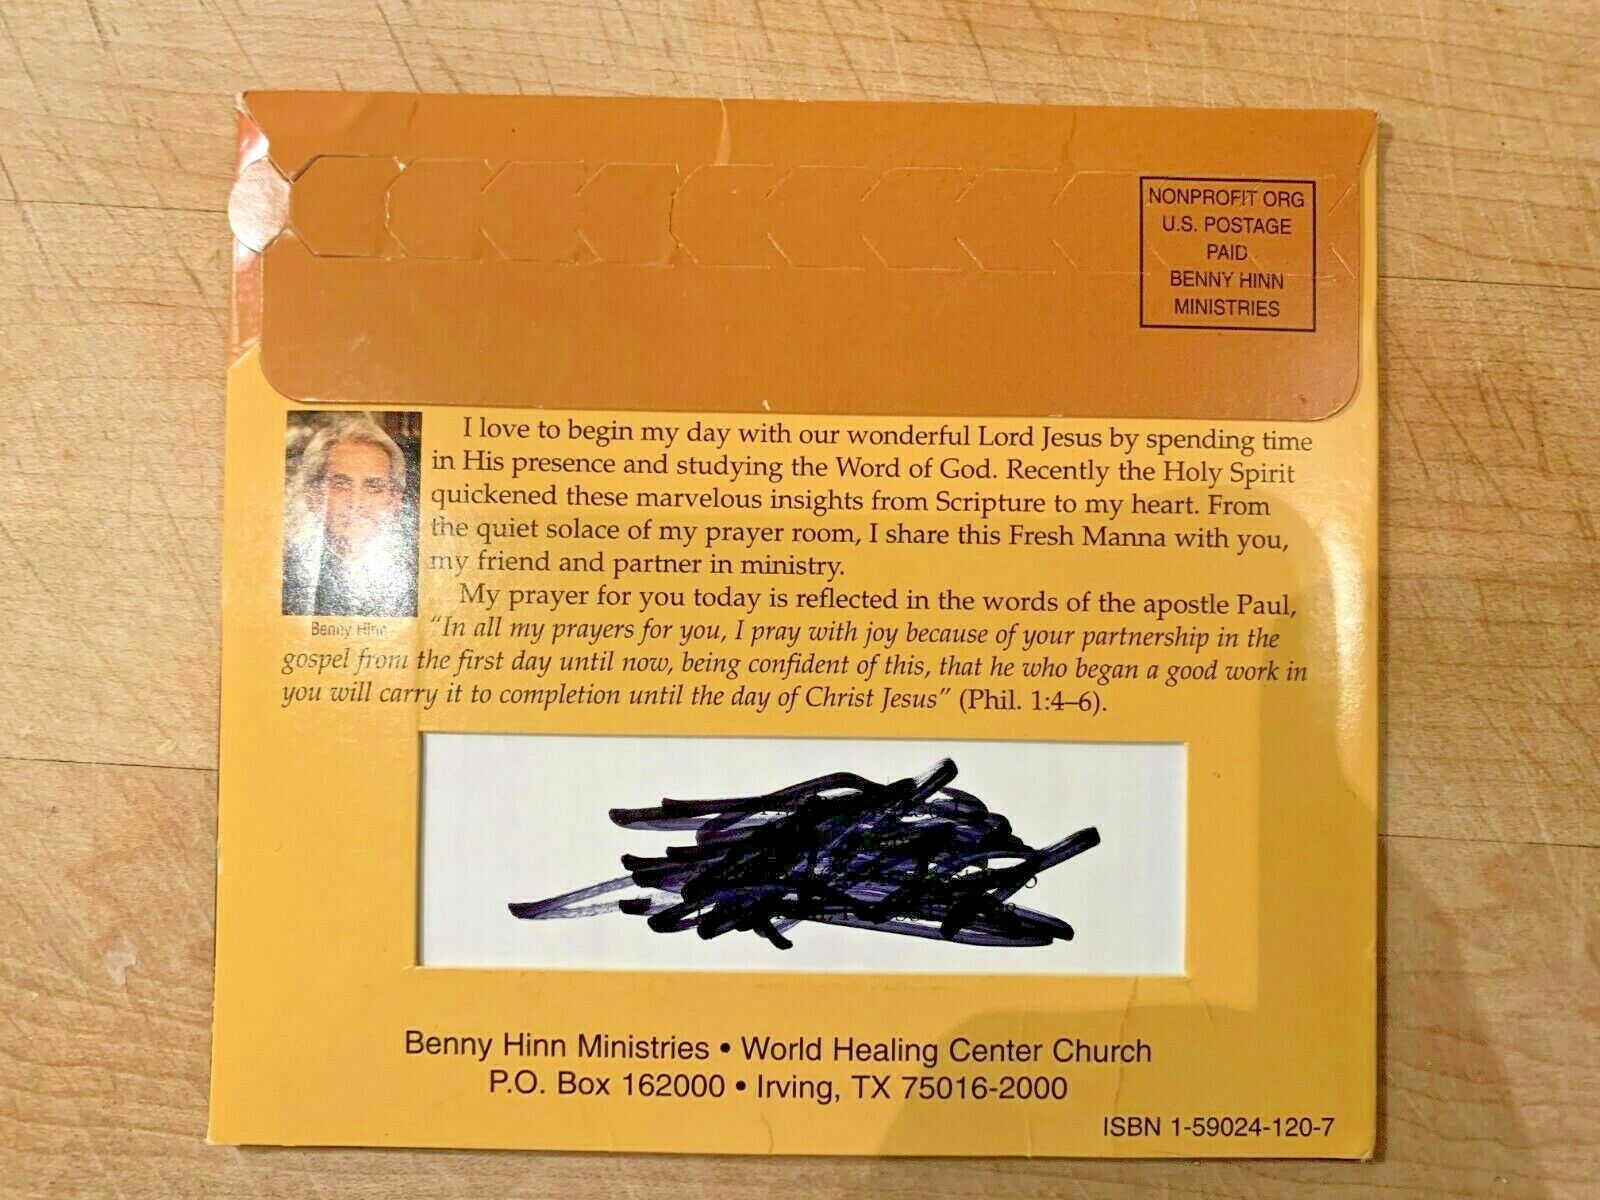 NONPROFIT ORG
U.S. POSTAGE
PAID
BENNY HINN
MINISTRIES
I love to begin my day with our wonderful Lord Jesus by spending time
in His presence and studying the Word of God. Recently the Holy Spirit
quickened these marvelous insights from Scripture to my heart. From
the quiet solace of my prayer room, I share this Fresh Manna with you,
my friend and partner in ministry.
My prayer for you today is reflected in the words of the apostle Paul,
Benny Hinn
“In all my prayers for you, I pray with joy because of your partnership in the
gospel from the first day until now, being confident of this, that he who began a good work in
you will carry it to completion until the day of Christ Jesus” (Phil. 1:4–6).
Benny Hinn Ministries • World Healing Center Church
P.O. Box 162000 • Irving, TX 75016-2000
ISBN 1-59024-120-7